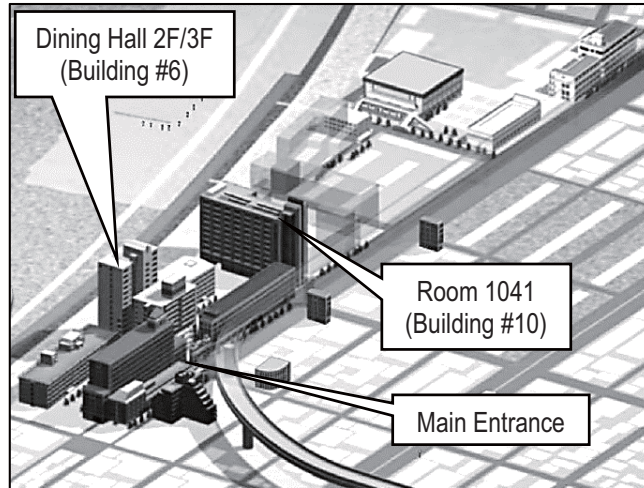 Dining Hall 2F/3F
(Building #6)
Room 1041
(Building #10)
Main Entrance